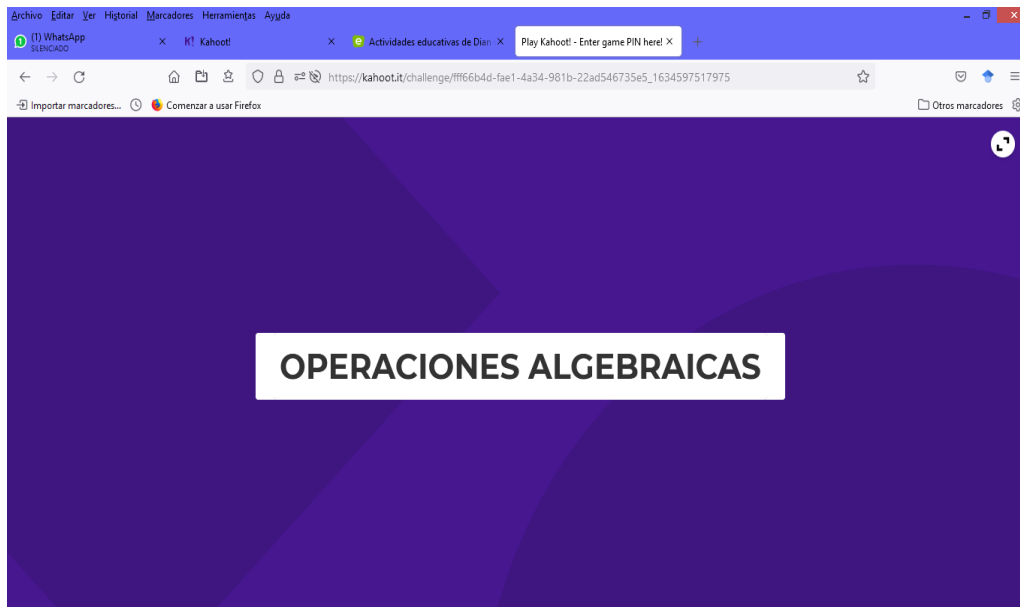 Archivo Editar Ver Historial Marcadores Herramientas Ayuda
(1) WhatsApp
SILENCIADO
Kahoot!
Actividades educativas de Dian
Play Kahoot! - Enter game PIN here!
https://kahoot.it/challenge/fff66b4d-fae1-4a34-981b-22ad546735e5_1634597517975
Importar marcadores... Comenzar a usar Firefox Otros marcadores
OPERACIONES ALGEBRAICAS